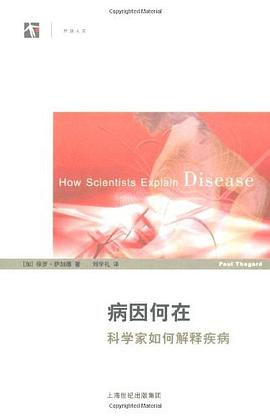 Copyrighted Material
开放人文
How Scientists Explain Disease
[加] 保罗·萨加德 著 刘学礼 译
Paul Thagard
病因何在
科学家如何解释疾病
上海世纪出版集团
Copyrighted Material